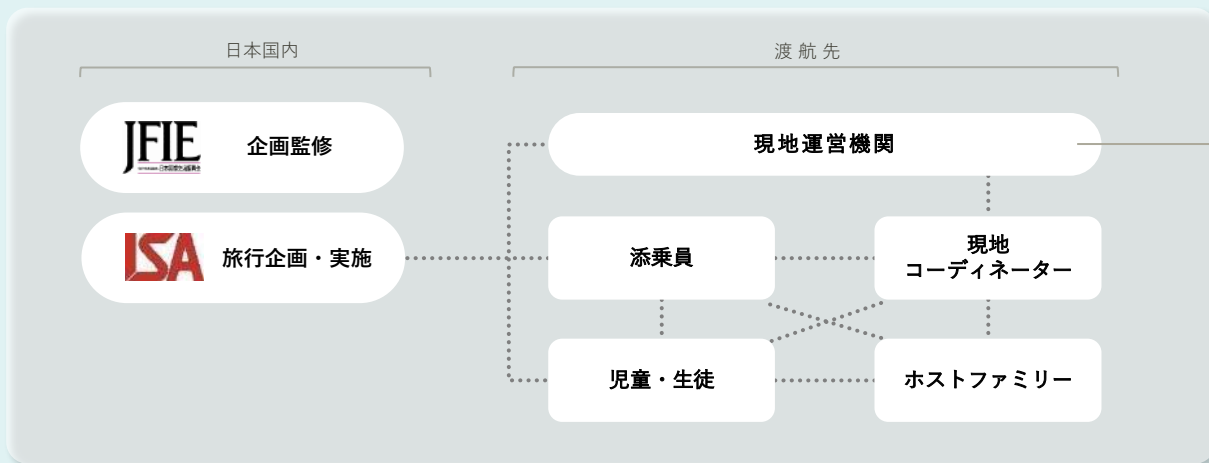 日本国内
渡航先
JFIE
企画監修
現地運営機関
ISA
旅行企画・実施
添乗員
現地
コーディネーター
児童・生徒
ホストファミリー